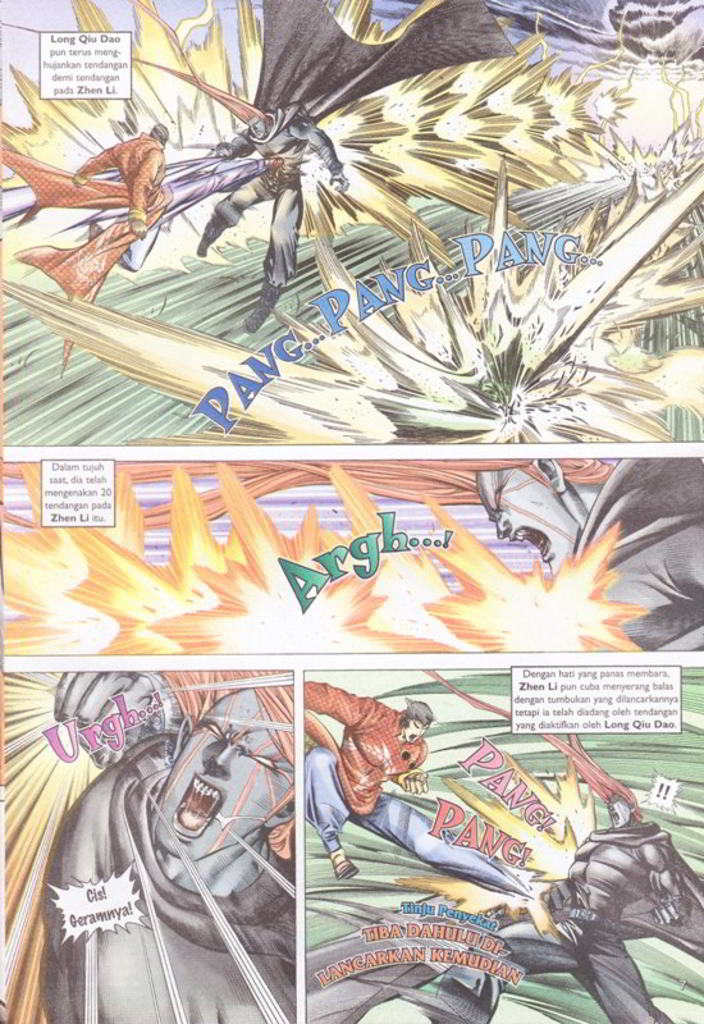 Long Qiu Dao
pun terus meng-
hujankan tendangan
demi tendangan
pada Zhen Li.
PANG...PANG...PANG...PANG...
Dalam tujuh
saat, dia telah
mengenakan 20
tendangan pada
Zhen Li itu.
Argh...!
Urgh...!
Cis!
Geramnya!
Dengan hati yang panas membara,
Zhen Li pun cuba menyerang balas
dengan tumbukan yang dilancarkannya
tetapi ia telah diadang oleh tendangan
yang diaktifkan oleh Long Qiu Dao.
PANG!
PANG!
!!
Tinju Penyekat
TIBA DAHULU DI-
LANCARKAN KEMUDIAN
7